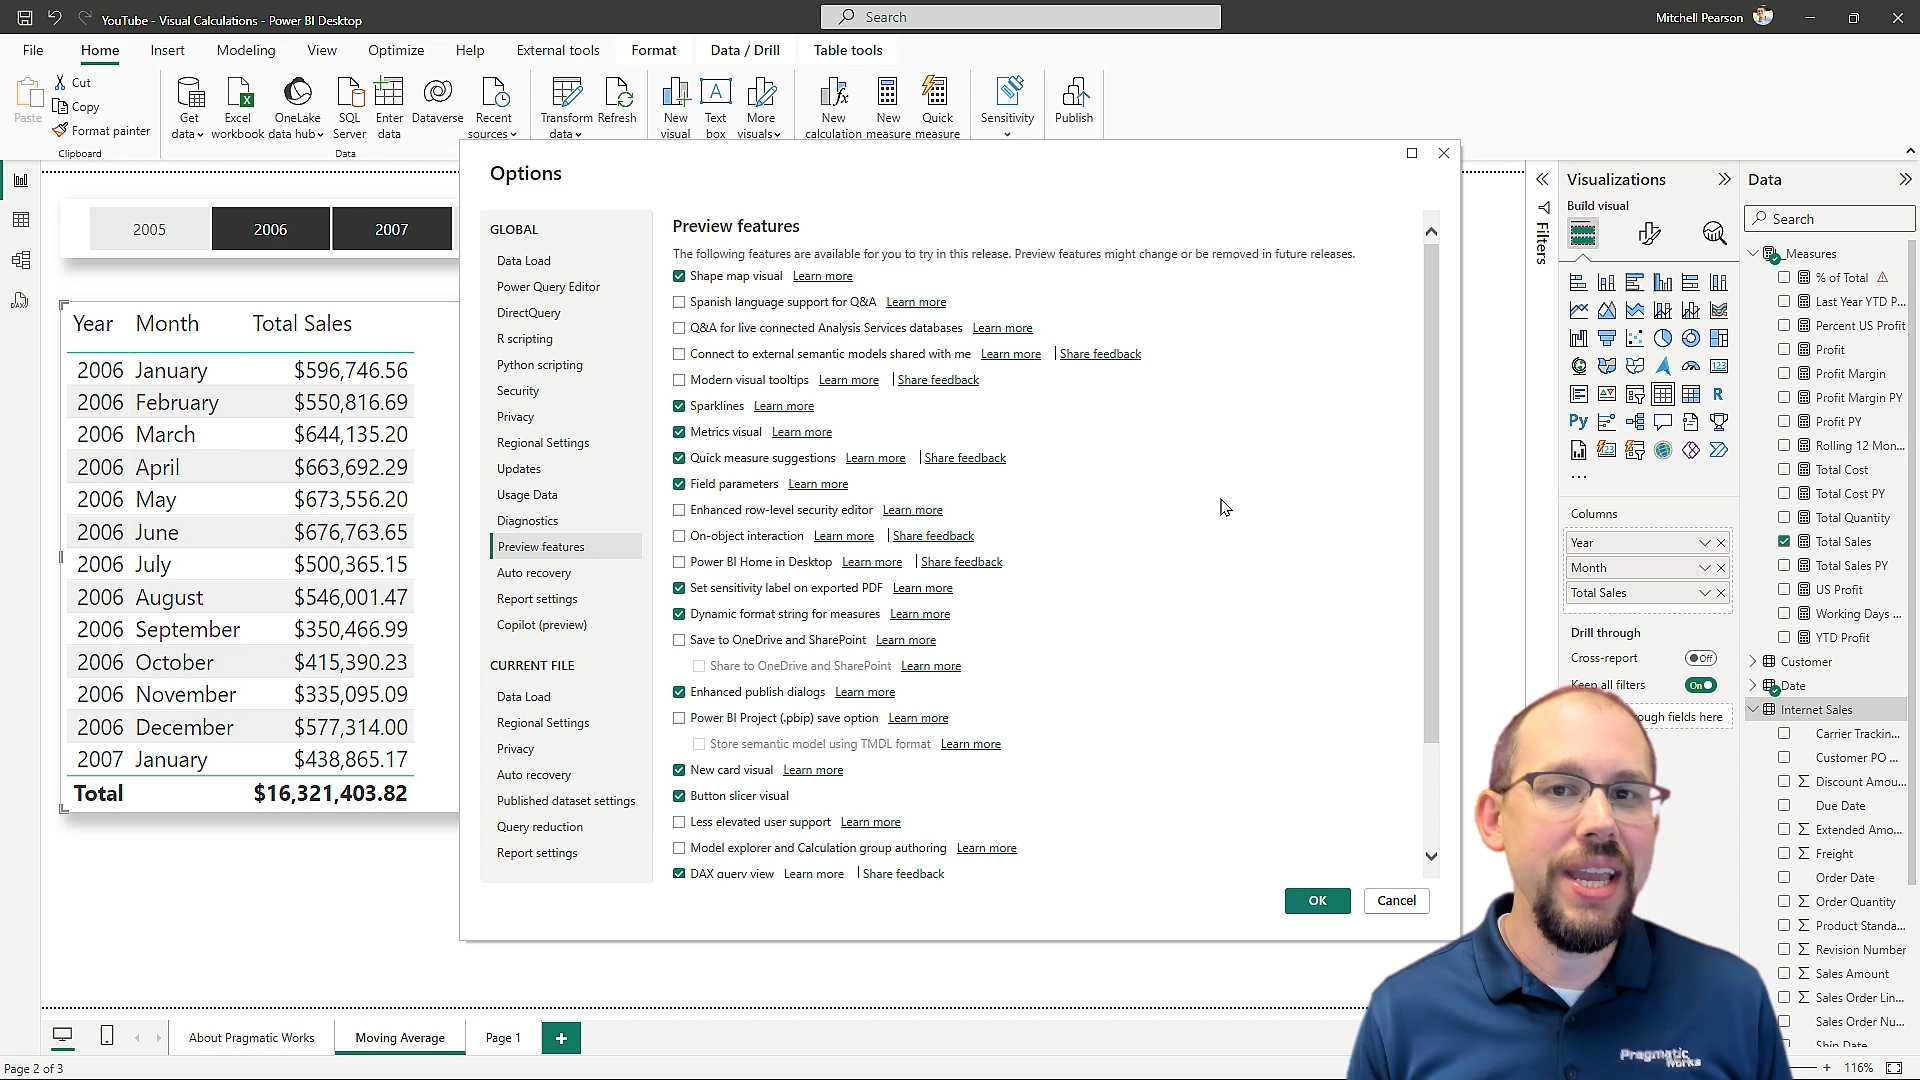 YouTube - Visual Calculations - Power BI Desktop
Search
Mitchell Pearson
File Home Insert Modeling View Optimize Help External tools Format Data / Drill Table tools
Paste
Cut
Copy
Format painter
Clipboard
Get data
Excel workbook
OneLake data hub
SQL Server
Enter data
Dataverse
Recent sources
Data
Transform data
Refresh
New visual
Text box
More visuals
New calculation
New measure
Quick measure
Sensitivity
Publish
2005 2006 2007
Year Month Total Sales
2006 January $596,746.56
2006 February $550,816.69
2006 March $644,135.20
2006 April $663,692.29
2006 May $673,556.20
2006 June $676,763.65
2006 July $500,365.15
2006 August $546,001.47
2006 September $350,466.99
2006 October $415,390.23
2006 November $335,095.09
2006 December $577,314.00
2007 January $438,865.17
Total $16,321,403.82
Options
GLOBAL
Data Load
Power Query Editor
DirectQuery
R scripting
Python scripting
Security
Privacy
Regional Settings
Updates
Usage Data
Diagnostics
Preview features
Auto recovery
Report settings
Copilot (preview)
CURRENT FILE
Data Load
Regional Settings
Privacy
Auto recovery
Published dataset settings
Query reduction
Report settings
Preview features
The following features are available for you to try in this release. Preview features might change or be removed in future releases.
Shape map visual Learn more
Spanish language support for Q&A Learn more
Q&A for live connected Analysis Services databases Learn more
Connect to external semantic models shared with me Learn more | Share feedback
Modern visual tooltips Learn more | Share feedback
Sparklines Learn more
Metrics visual Learn more
Quick measure suggestions Learn more | Share feedback
Field parameters Learn more
Enhanced row-level security editor Learn more
On-object interaction Learn more | Share feedback
Power BI Home in Desktop Learn more | Share feedback
Set sensitivity label on exported PDF Learn more
Dynamic format string for measures Learn more
Save to OneDrive and SharePoint Learn more
Share to OneDrive and SharePoint Learn more
Enhanced publish dialogs Learn more
Power BI Project (.pbip) save option Learn more
Store semantic model using TMDL format Learn more
New card visual Learn more
Button slicer visual
Less elevated user support Learn more
Model explorer and Calculation group authoring Learn more
DAX query view Learn more | Share feedback
OK Cancel
Filters
Visualizations
Build visual
Columns
Year
Month
Total Sales
Drill through
Cross-report Off
Keep all filters On
ough fields here
Data
Search
Measures
% of Total
Last Year YTD P...
Percent US Profit
Profit
Profit Margin
Profit Margin PY
Profit PY
Rolling 12 Mon...
Total Cost
Total Cost PY
Total Quantity
Total Sales
Total Sales PY
US Profit
Working Days ...
YTD Profit
Customer
Date
Internet Sales
Carrier Trackin...
Customer PO ...
Discount Amou...
Due Date
Extended Amo...
Freight
Order Date
Order Quantity
Product Standa...
Revision Number
Sales Amount
Sales Order Lin...
Sales Order Nu...
Ship Date
Pragmatic Works
About Pragmatic Works Moving Average Page 1 +
Page 2 of 3
116%